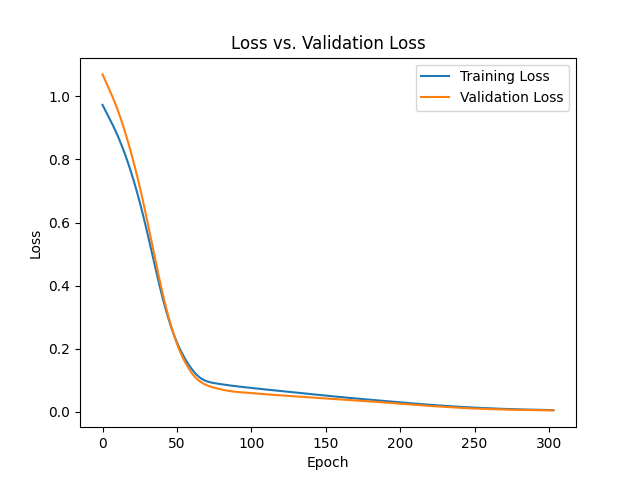 Loss vs. Validation Loss
Training Loss
Validation Loss
1.0
0.8
0.6
0.4
0.2
0.0
Loss
0 50 100 150 200 250 300
Epoch